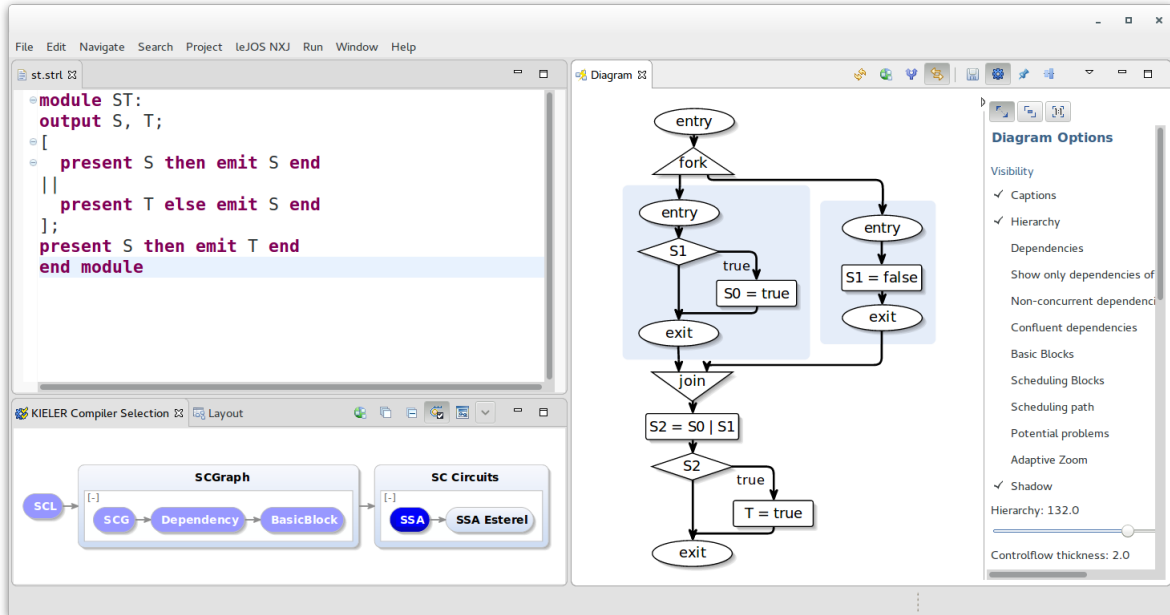 File Edit Navigate Search Project leJOS NXJ Run Window Help
st.strl
module ST:
output S, T;
[
present S then emit S end
||
present T else emit S end
];
present S then emit T end
end module
KIELER Compiler Selection Layout
SCL
SCGraph
[-]
SCG Dependency BasicBlock
SC Circuits
[-]
SSA SSA Esterel
Diagram
entry
fork
entry
S1
true
S0 = true
exit
entry
S1 = false
exit
join
S2 = S0 | S1
S2
true
T = true
exit
Diagram Options
Visibility
Captions
Hierarchy
Dependencies
Show only dependencies of
Non-concurrent dependenci
Confluent dependencies
Basic Blocks
Scheduling Blocks
Scheduling path
Potential problems
Adaptive Zoom
Shadow
Hierarchy: 132.0
Controlflow thickness: 2.0